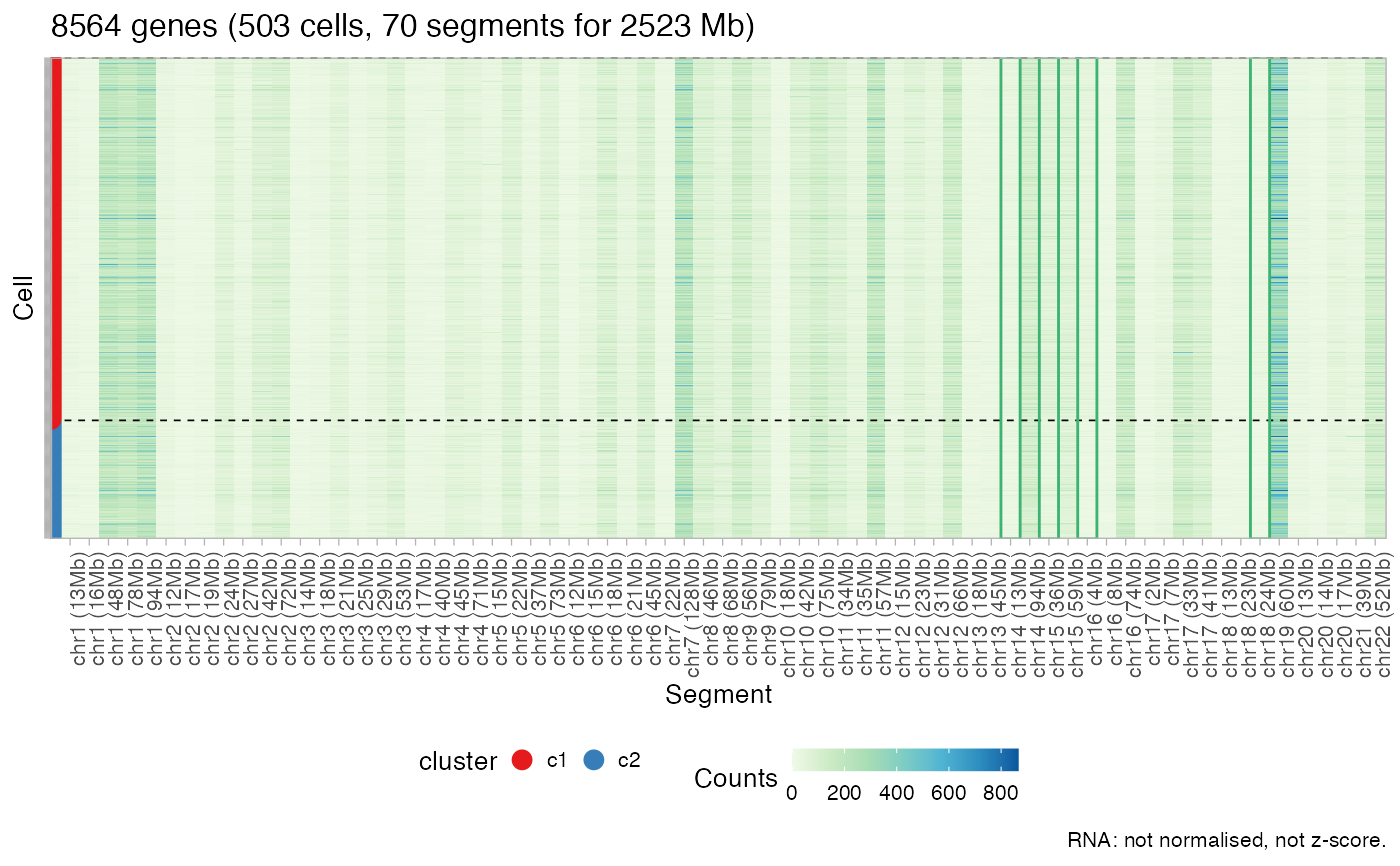 8564 genes (503 cells, 70 segments for 2523 Mb)
Cell
chr1 (13Mb)
chr1 (16Mb)
chr1 (48Mb)
chr1 (78Mb)
chr1 (94Mb)
chr2 (12Mb)
chr2 (17Mb)
chr2 (19Mb)
chr2 (24Mb)
chr2 (27Mb)
chr2 (42Mb)
chr2 (72Mb)
chr3 (14Mb)
chr3 (18Mb)
chr3 (21Mb)
chr3 (25Mb)
chr3 (29Mb)
chr3 (53Mb)
chr4 (17Mb)
chr4 (40Mb)
chr4 (45Mb)
chr4 (71Mb)
chr5 (15Mb)
chr5 (22Mb)
chr5 (37Mb)
chr5 (73Mb)
chr6 (12Mb)
chr6 (15Mb)
chr6 (18Mb)
chr6 (21Mb)
chr6 (45Mb)
chr7 (22Mb)
chr7 (128Mb)
chr8 (46Mb)
chr8 (68Mb)
chr9 (56Mb)
chr9 (79Mb)
chr10 (18Mb)
chr10 (42Mb)
chr10 (75Mb)
chr11 (34Mb)
chr11 (35Mb)
chr11 (57Mb)
chr12 (15Mb)
chr12 (23Mb)
chr12 (31Mb)
chr12 (66Mb)
chr13 (18Mb)
chr13 (45Mb)
chr14 (13Mb)
chr14 (94Mb)
chr15 (36Mb)
chr15 (59Mb)
chr16 (4Mb)
chr16 (8Mb)
chr16 (74Mb)
chr17 (2Mb)
chr17 (7Mb)
chr17 (33Mb)
chr17 (41Mb)
chr18 (13Mb)
chr18 (23Mb)
chr18 (24Mb)
chr19 (60Mb)
chr20 (13Mb)
chr20 (14Mb)
chr20 (17Mb)
chr21 (39Mb)
chr22 (52Mb)
Segment
cluster c1 c2
Counts
0 200 400 600 800
RNA: not normalised, not z-score.